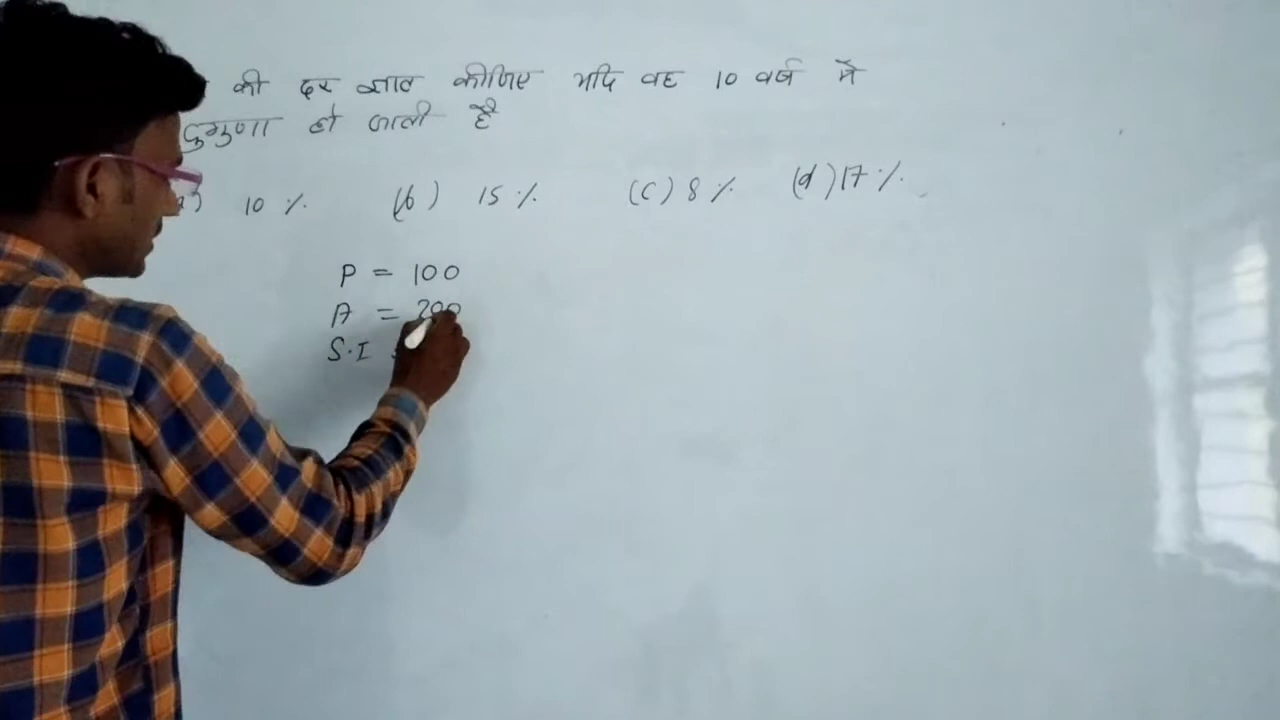 की दर ज्ञात कीजिए यदि वह 10 वर्ष में
दुगुणा हो जाती है
a) 10 % (b) 15 % (c) 8 % (d) 17 %.
P = 100
A = 200
S.I =